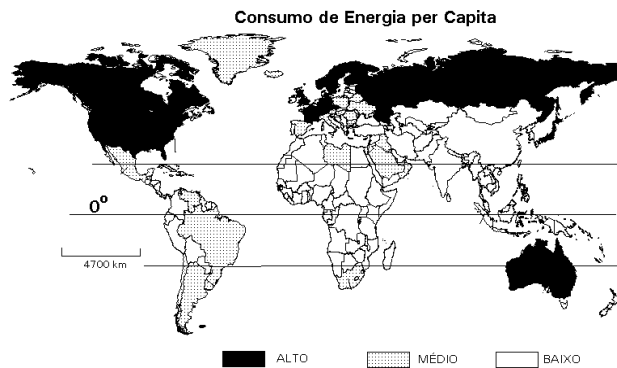 Consumo de Energia per Capita
0º
4700 km
ALTO MÉDIO BAIXO